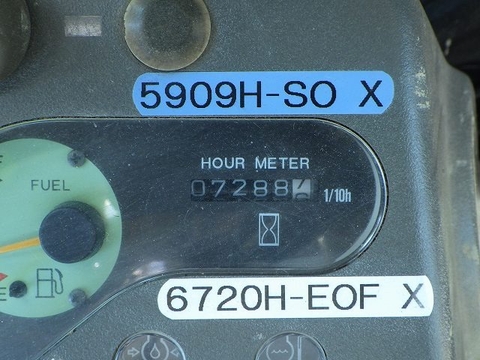 5909H-SO X
HOUR METER
FUEL
07288
1/10h
E
6720H-EOF X